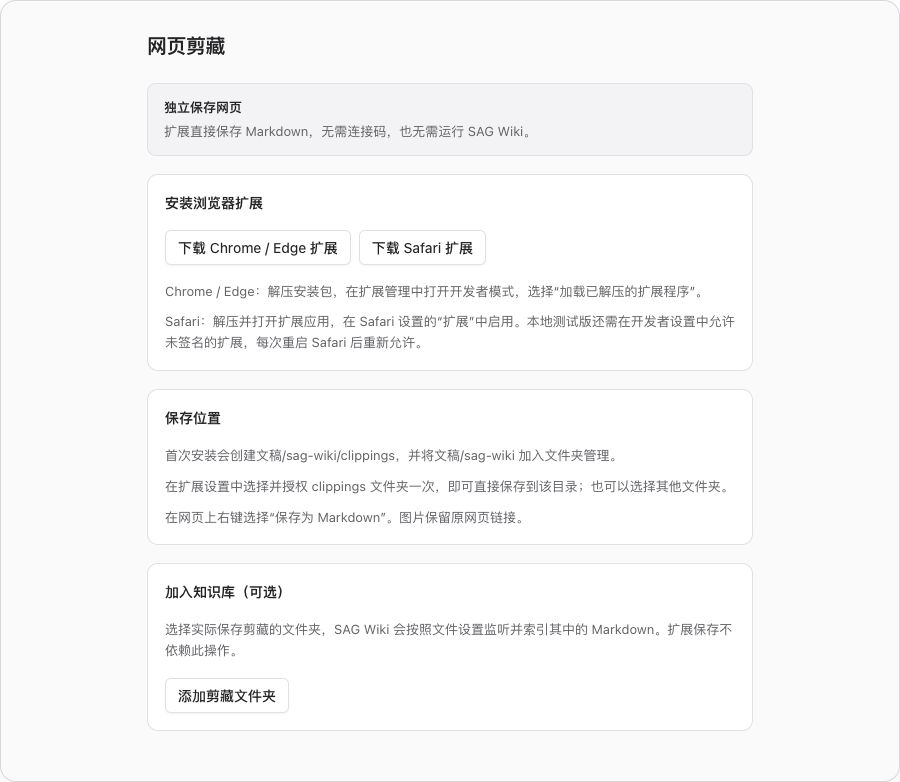 网页剪藏
独立保存网页
扩展直接保存 Markdown，无需连接码，也无需运行 SAG Wiki。
安装浏览器扩展
下载 Chrome / Edge 扩展 下载 Safari 扩展
Chrome / Edge：解压安装包，在扩展管理中打开开发者模式，选择“加载已解压的扩展程序”。
Safari：解压并打开扩展应用，在 Safari 设置的“扩展”中启用。本地测试版还需在开发者设置中允许
未签名的扩展，每次重启 Safari 后重新允许。
保存位置
首次安装会创建文稿/sag-wiki/clippings，并将文稿/sag-wiki 加入文件夹管理。
在扩展设置中选择并授权 clippings 文件夹一次，即可直接保存到该目录；也可以选择其他文件夹。
在网页上右键选择“保存为 Markdown”。图片保留原网页链接。
加入知识库（可选）
选择实际保存剪藏的文件夹，SAG Wiki 会按照文件设置监听并索引其中的 Markdown。扩展保存不
依赖此操作。
添加剪藏文件夹